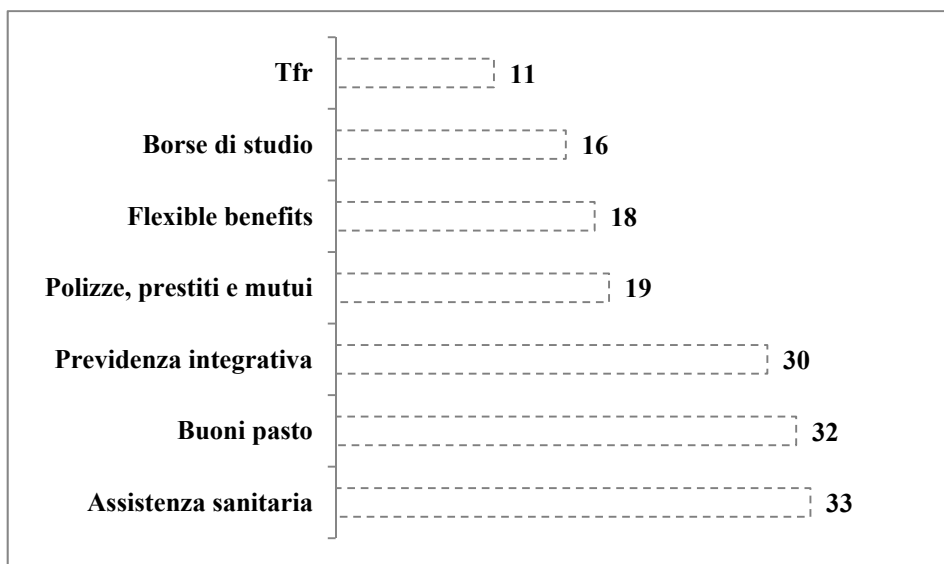 Tfr 11
Borse di studio 16
Flexible benefits 18
Polizze, prestiti e mutui 19
Previdenza integrativa 30
Buoni pasto 32
Assistenza sanitaria 33